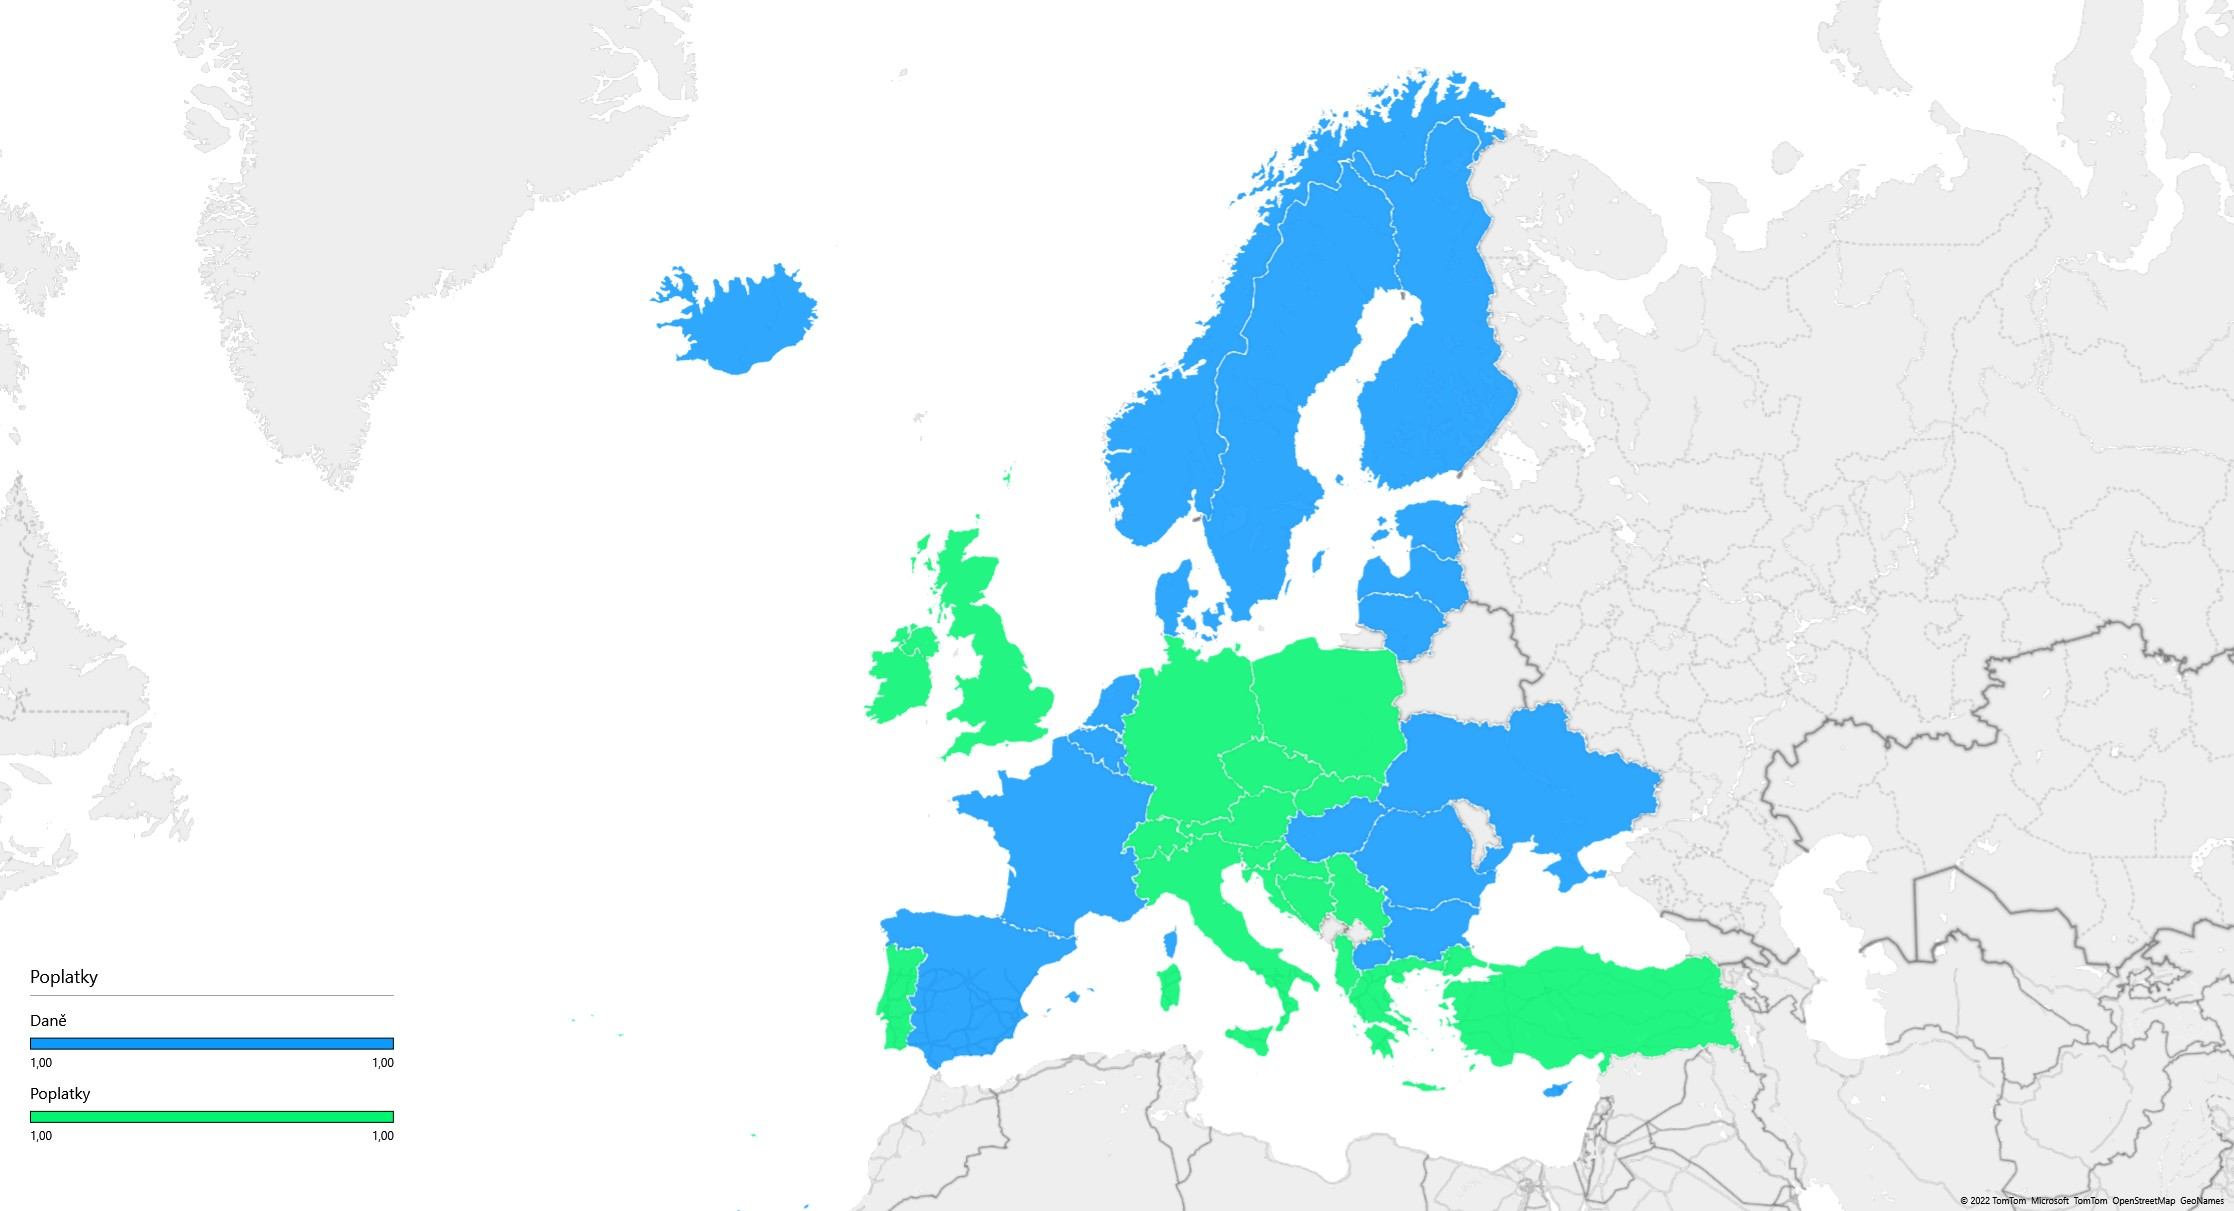 Poplatky
Daně
1,00 1,00
Poplatky
1,00 1,00
© 2022 TomTom Microsoft TomTom OpenStreetMap GeoNames